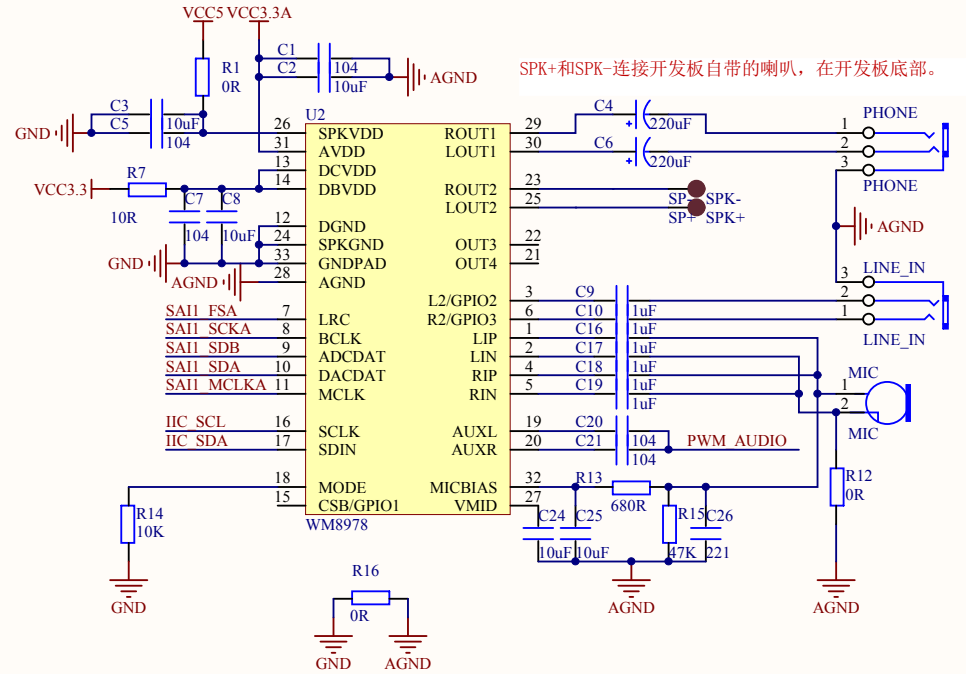 VCC5 VCC3.3A
C1
C2
104
10uF
AGND
R1
0R
SPK+和SPK-连接开发板自带的喇叭，在开发板底部。
C3
C5
10uF
104
GND
U2
26 SPKVDD ROUT1 29
31 AVDD LOUT1 30
13 DCVDD
14 DBVDD ROUT2 23
LOUT2 25
12 DGND
24 SPKGND OUT3 22
33 GNDPAD OUT4 21
28 AGND
L2/GPIO2 3
7 LRC R2/GPIO3 6
8 BCLK LIP 1
9 ADCDAT LIN 2
10 DACDAT RIP 4
11 MCLK RIN 5
16 SCLK AUXL 19
17 SDIN AUXR 20
18 MODE MICBIAS 32
15 CSB/GPIO1 VMID 27
WM8978
C4
220uF
C6
220uF
PHONE
1
2
3
PHONE
VCC3.3
R7
10R
C7
104
C8
10uF
GND
AGND
SP- SPK-
SP+ SPK+
AGND
LINE_IN
3
2
1
LINE_IN
SAI1_FSA
SAI1_SCKA
SAI1_SDB
SAI1_SDA
SAI1_MCLKA
IIC_SCL
IIC_SDA
C9
C10 1uF
C16 1uF
C17 1uF
C18 1uF
C19 1uF
1uF
MIC
1
2
MIC
C20
C21 104
104
PWM_AUDIO
R14
10K
GND
R13
680R
C24
10uF
C25
10uF
R15
47K
C26
221
AGND
R12
0R
AGND
R16
0R
GND
AGND